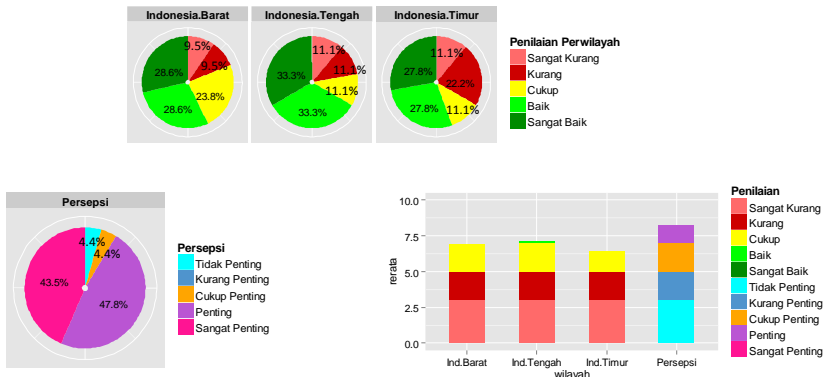 Indonesia.Barat
Indonesia.Tengah
Indonesia.Timur
9.5%
9.5%
23.8%
28.6%
28.6%
11.1%
11.1%
11.1%
33.3%
33.3%
11.1%
22.2%
11.1%
27.8%
27.8%
Penilaian Perwilayah
Sangat Kurang
Kurang
Cukup
Baik
Sangat Baik
Persepsi
4.4%
4.4%
47.8%
43.5%
Persepsi
Tidak Penting
Kurang Penting
Cukup Penting
Penting
Sangat Penting
rerata
10.0
7.5
5.0
2.5
0.0
Ind.Barat
Ind.Tengah
Ind.Timur
Persepsi
wilayah
Penilaian
Sangat Kurang
Kurang
Cukup
Baik
Sangat Baik
Tidak Penting
Kurang Penting
Cukup Penting
Penting
Sangat Penting